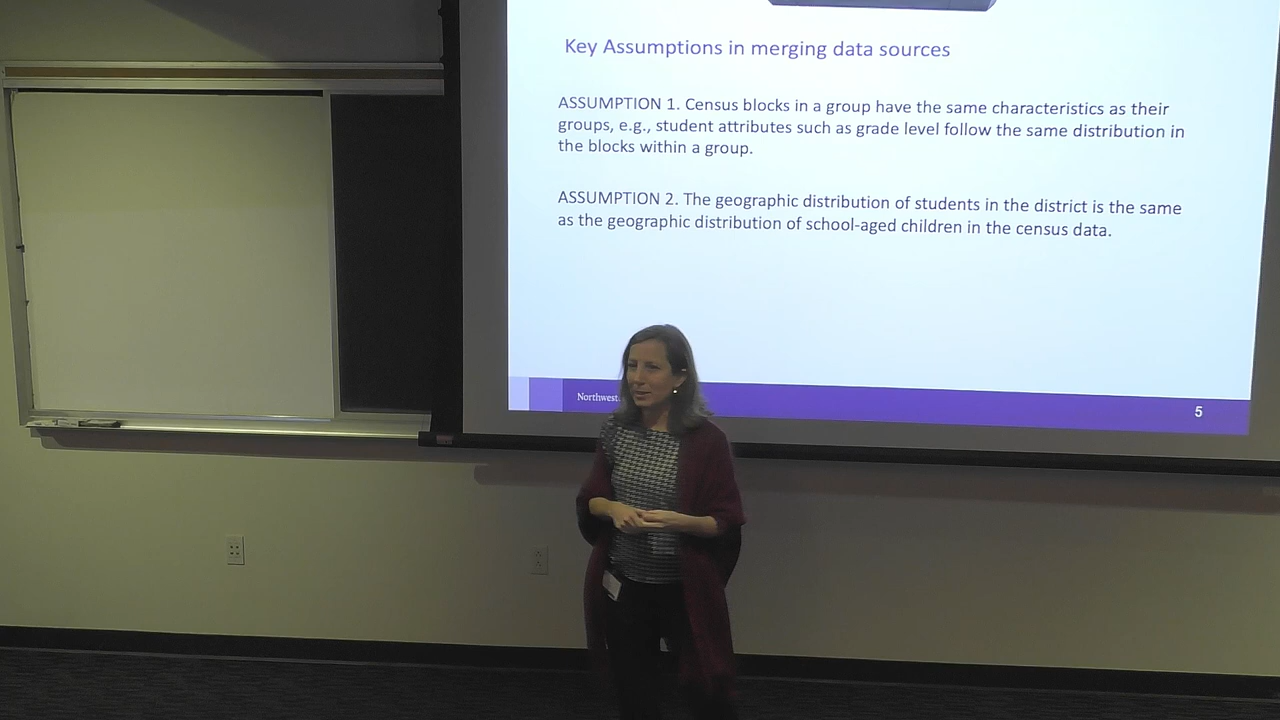 Key Assumptions in merging data sources
ASSUMPTION 1. Census blocks in a group have the same characteristics as their
groups, e.g., student attributes such as grade level follow the same distribution in
the blocks within a group.
ASSUMPTION 2. The geographic distribution of students in the district is the same
as the geographic distribution of school-aged children in the census data.
Northwest
5